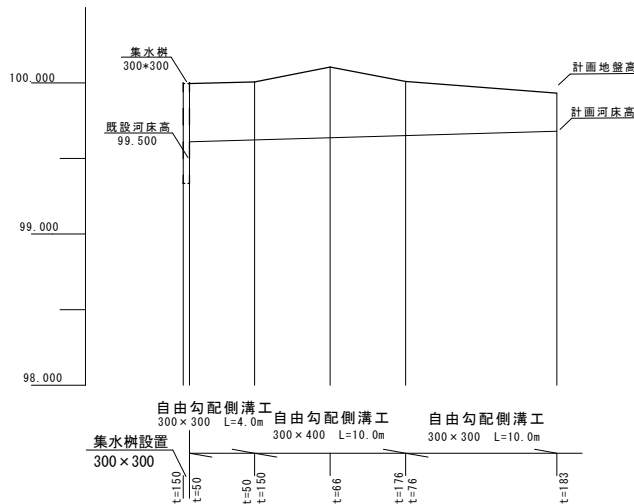 集水桝
300*300
100.000
計画地盤高
既設河床高
99.500
計画河床高
99.000
98.000
自由勾配側溝工
300×300 L=4.0m
自由勾配側溝工
300×400 L=10.0m
自由勾配側溝工
300×300 L=10.0m
集水桝設置
300×300
t=150
t=50
t=50
t=150
t=66
t=176
t=76
t=183